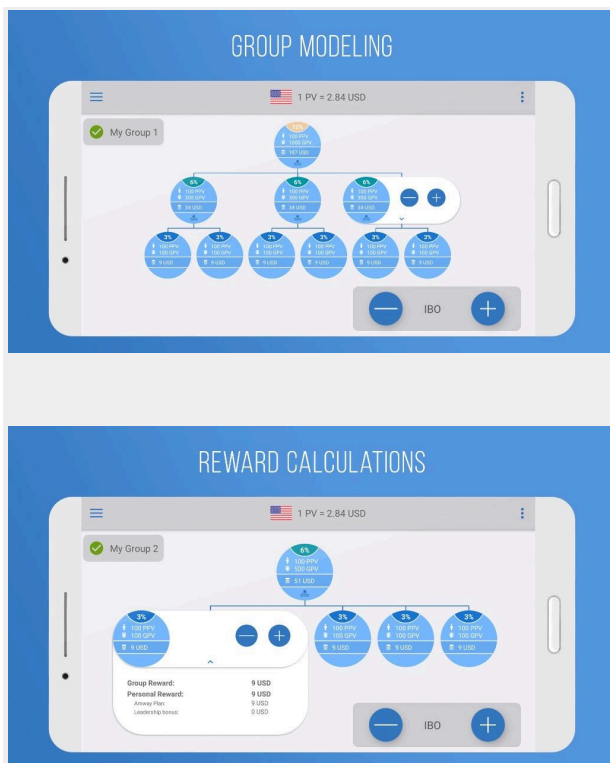 GROUP MODELING
1 PV = 2.84 USD
My Group 1
100 PPV
1000 GPV
187 USD
6%
100 PPV
300 GPV
34 USD
6%
100 PPV
300 GPV
34 USD
6%
100 PPV
300 GPV
34 USD
3%
100 PPV
100 GPV
9 USD
3%
100 PPV
100 GPV
9 USD
3%
100 PPV
100 GPV
9 USD
3%
100 PPV
100 GPV
9 USD
3%
100 PPV
100 GPV
9 USD
3%
100 PPV
100 GPV
9 USD
IBO
REWARD CALCULATIONS
1 PV = 2.84 USD
My Group 2
6%
100 PPV
500 GPV
51 USD
3%
100 PPV
100 GPV
9 USD
3%
100 PPV
100 GPV
9 USD
3%
100 PPV
100 GPV
9 USD
3%
100 PPV
100 GPV
9 USD
Group Reward: 9 USD
Personal Reward: 9 USD
Amway Plan: 9 USD
Leadership bonus: 0 USD
IBO